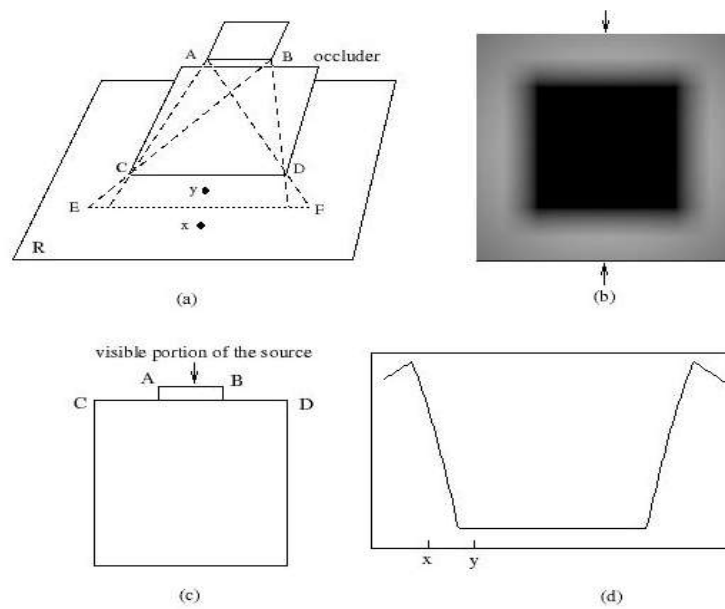 A
B
occluder
C
D
y
E
F
x
R
(a)
(b)
visible portion of the source
A
B
C
D
(c)
x
y
(d)